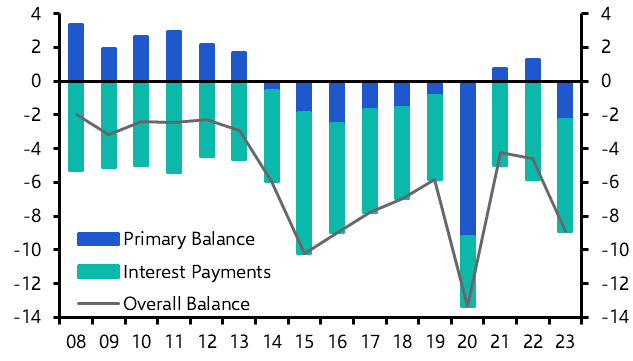 4 4
2 2
0 0
-2 -2
-4 -4
-6 -6
-8 -8
-10 -10
-12 -12
-14 -14
Primary Balance
Interest Payments
Overall Balance
08 09 10 11 12 13 14 15 16 17 18 19 20 21 22 23